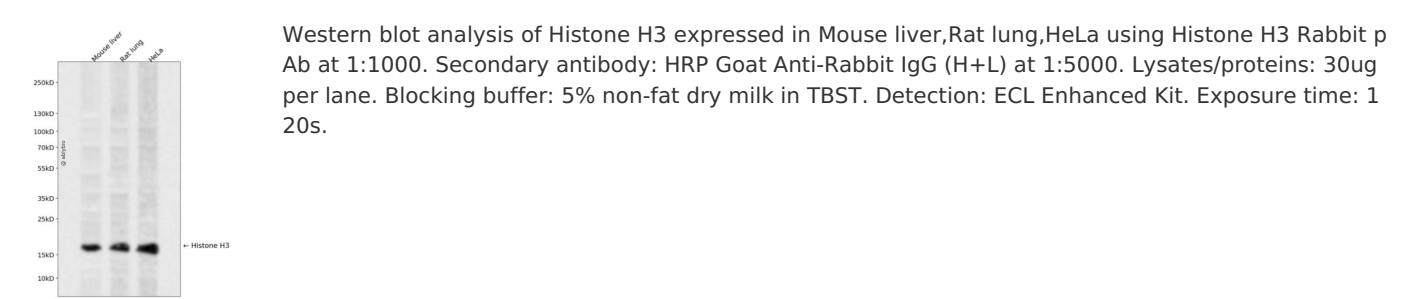 Mouse liver
Rat lung
HeLa
250kD
130kD
100kD
70kD
55kD
35kD
25kD
15kD
10kD
@ abybro
← Histone H3
Western blot analysis of Histone H3 expressed in Mouse liver,Rat lung,HeLa using Histone H3 Rabbit p
Ab at 1:1000. Secondary antibody: HRP Goat Anti-Rabbit IgG (H+L) at 1:5000. Lysates/proteins: 30ug
per lane. Blocking buffer: 5% non-fat dry milk in TBST. Detection: ECL Enhanced Kit. Exposure time: 1
20s.